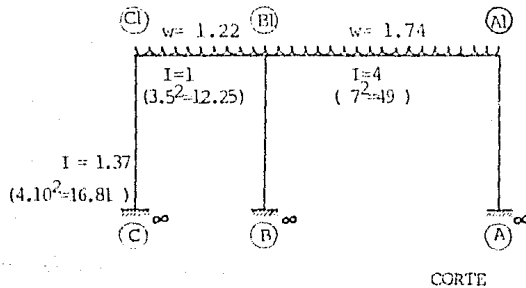 C1 B1 A1
w= 1.22 w= 1.74
I=1 I=4
(3.5²=12.25) ( 7²=49 )
I = 1.37
(4.10²=16.81 )
∞ ∞ ∞
C B A
CORTE